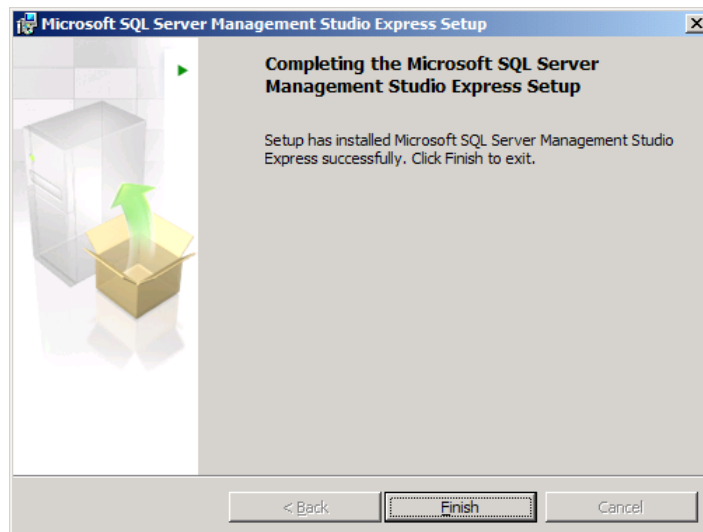 Microsoft SQL Server Management Studio Express Setup
Completing the Microsoft SQL Server
Management Studio Express Setup
Setup has installed Microsoft SQL Server Management Studio
Express successfully. Click Finish to exit.
< Back
Finish
Cancel